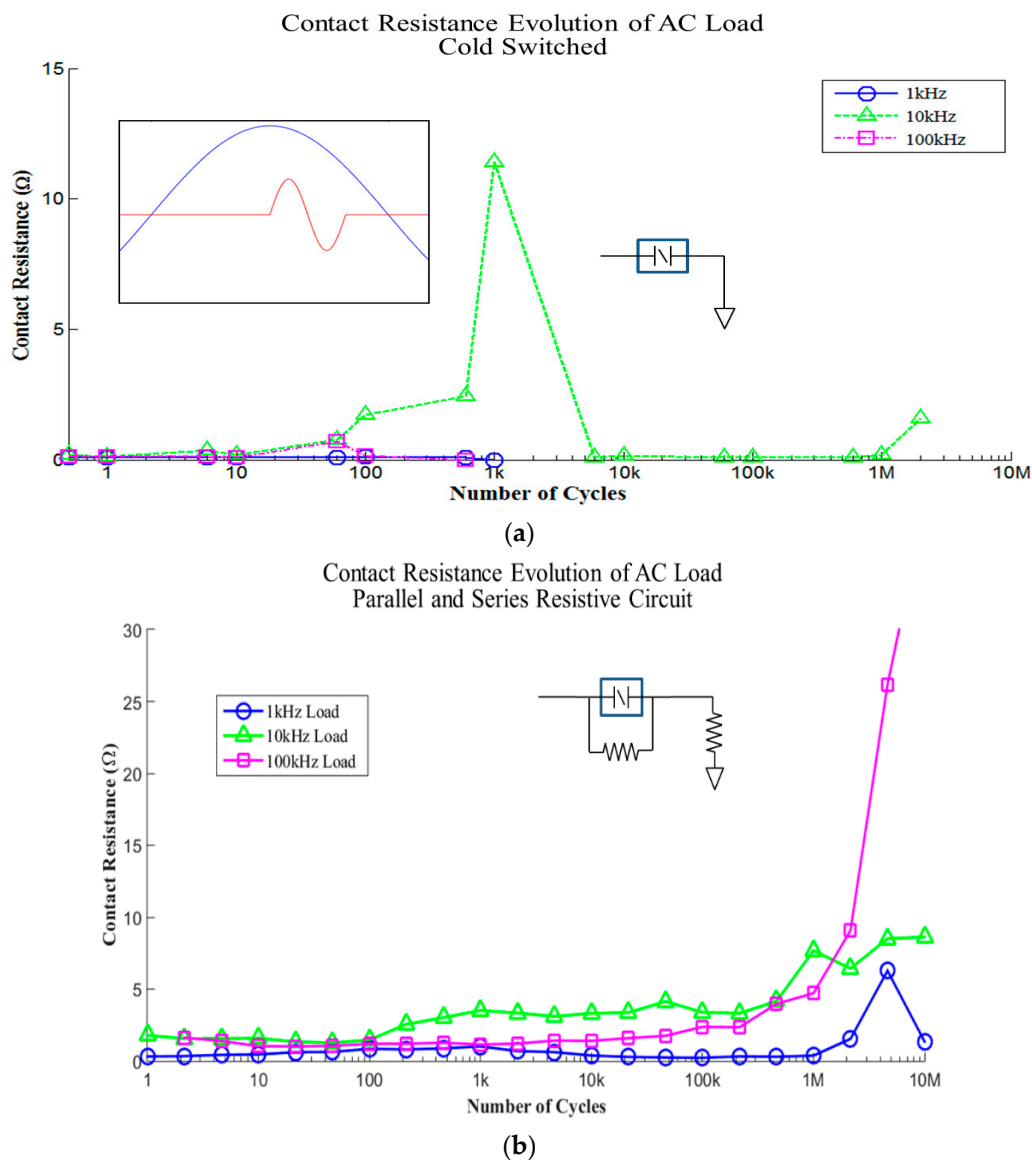 Contact Resistance Evolution of AC Load
Cold Switched
15
10
5
0
Contact Resistance (Ω)
1kHz
10kHz
100kHz
1 10 100 1k 10k 100k 1M 10M
Number of Cycles
(a)
Contact Resistance Evolution of AC Load
Parallel and Series Resistive Circuit
30
25
20
15
10
5
0
Contact Resistance (Ω)
1kHz Load
10kHz Load
100kHz Load
1 10 100 1k 10k 100k 1M 10M
Number of Cycles
(b)